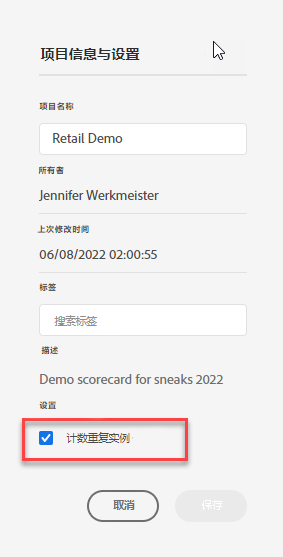 项目信息与设置
项目名称
Retail Demo
所有者
Jennifer Werkmeister
上次修改时间
06/08/2022 02:00:55
标签
搜索标签
描述
Demo scorecard for sneaks 2022
设置
计数重复实例
取消
保存